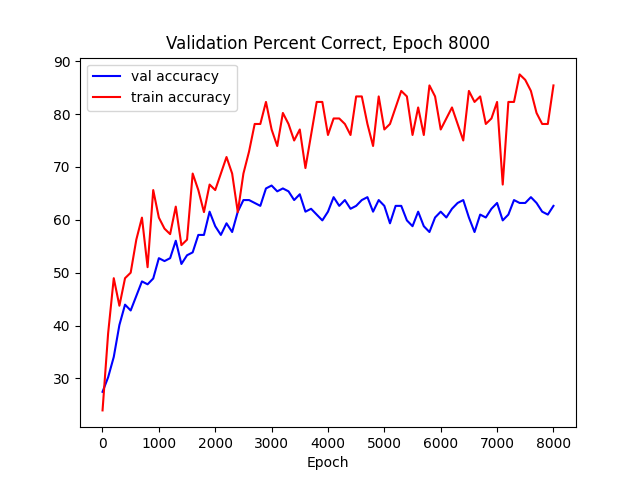 Validation Percent Correct, Epoch 8000
90
80
70
60
50
40
30
val accuracy
train accuracy
0 1000 2000 3000 4000 5000 6000 7000 8000
Epoch